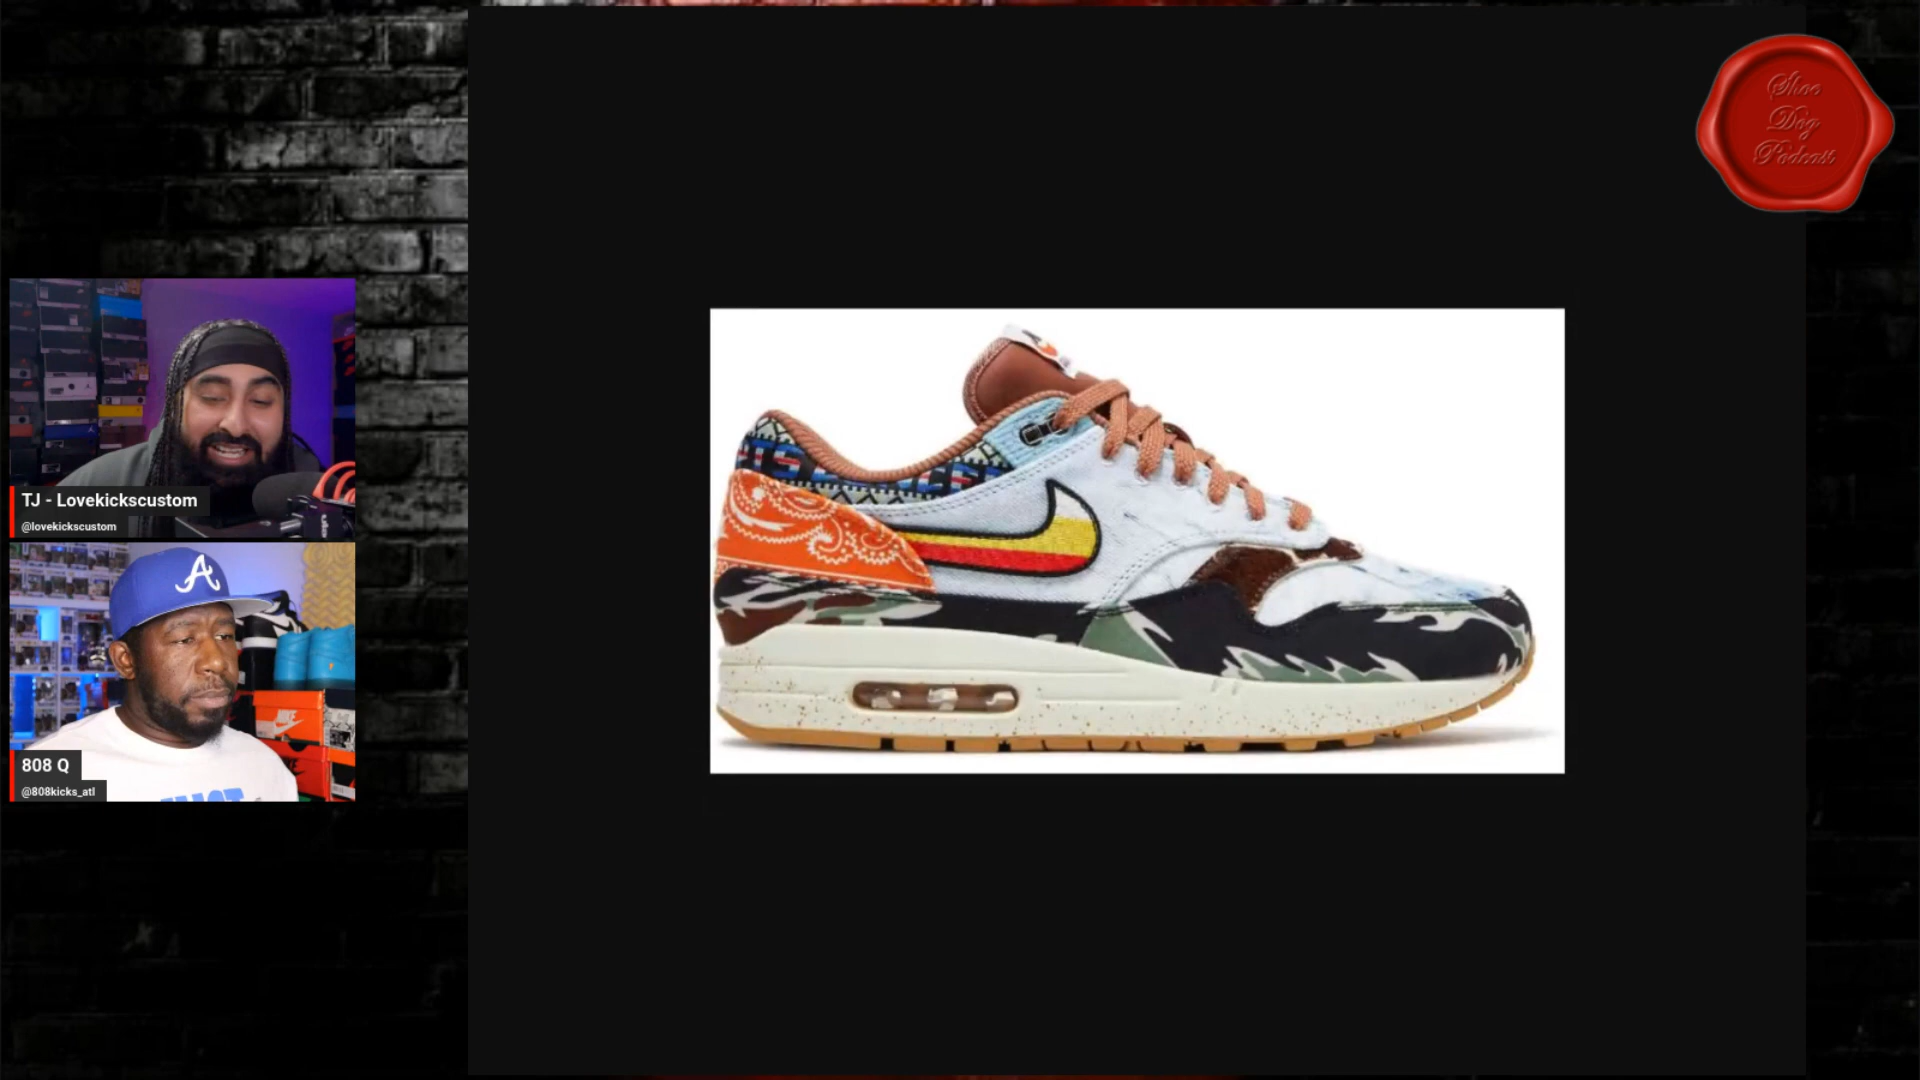 Shoe
Dog
Podcast
TJ - Lovekickscustom
@lovekickscustom
A
808 Q
@808kicks_atl